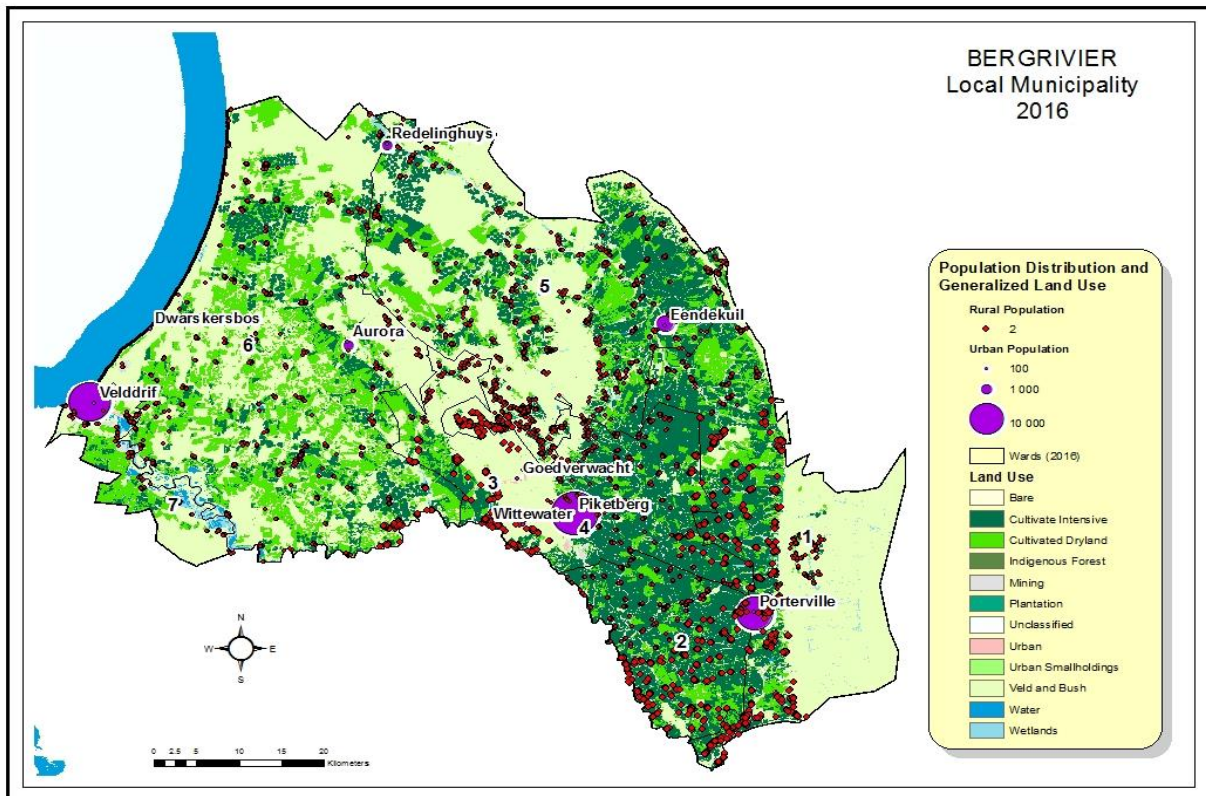 BERGRIVIER
Local Municipality
2016
Redelinghuys
5
Eendekuil
Dwarskersbos
6
Aurora
Velddrif
Goedverwacht
3
Wittewater
Piketberg
4
7
1
Porterville
2
N
W E
S
0 2.5 5 10 15 20
Kilometers
Population Distribution and
Generalized Land Use
Rural Population
2
Urban Population
100
1 000
10 000
Wards (2016)
Land Use
Bare
Cultivate Intensive
Cultivated Dryland
Indigenous Forest
Mining
Plantation
Unclassified
Urban
Urban Smallholdings
Veld and Bush
Water
Wetlands